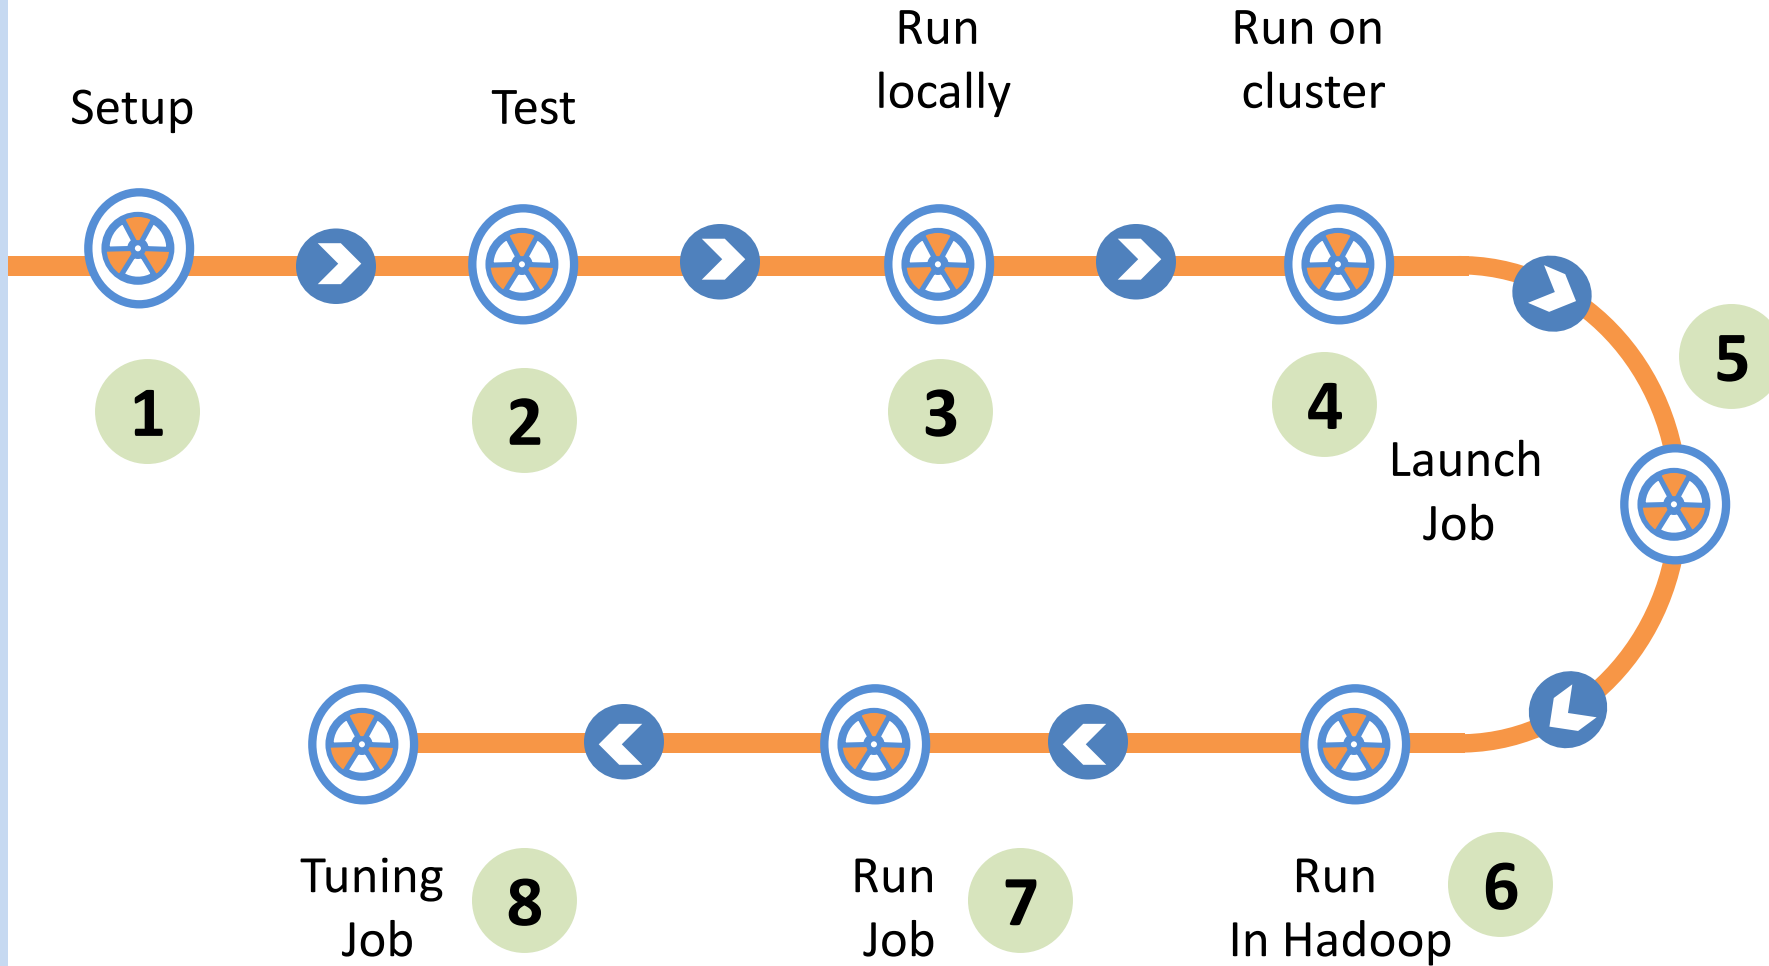 Setup
Test
Run
locally
Run on
cluster
1
2
3
4
5
Launch
Job
Tuning
Job
8
Run
Job
7
Run
In Hadoop
6